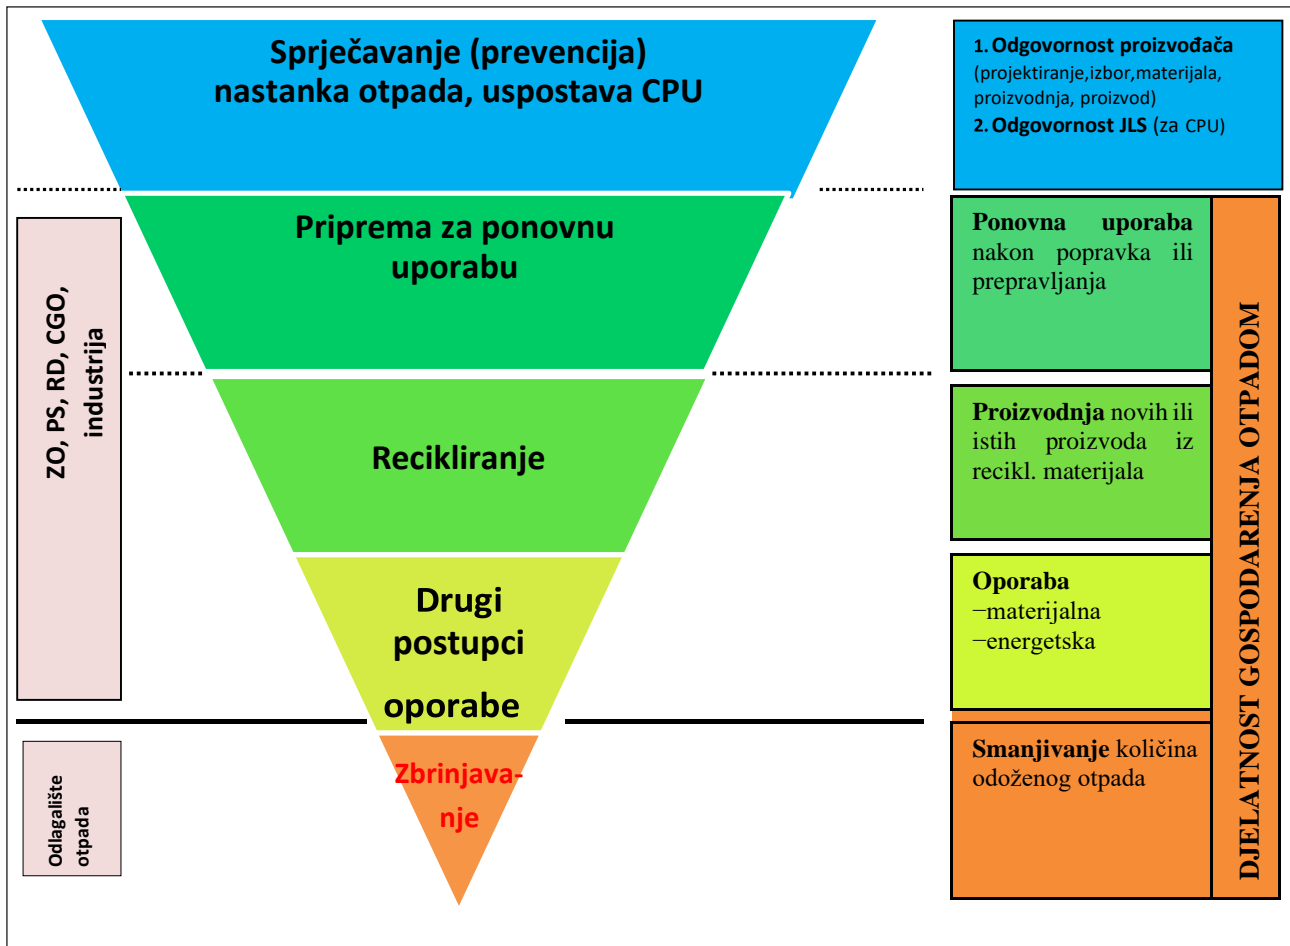 Sprječavanje (prevencija)
nastanka otpada, uspostava CPU
1. Odgovornost proizvođača
(projektiranje,izbor,materijala,
proizvodnja, proizvod)
2. Odgovornost JLS (za CPU)
ZO, PS, RD, CGO,
industrija
Priprema za ponovnu
uporabu
Ponovna uporaba
nakon popravka ili
prepravljanja
Recikliranje
Proizvodnja novih ili
istih proizvoda iz
recikl. materijala
Drugi
postupci
oporabe
Oporaba
−materijalna
−energetska
Odlagalište
otpada
Zbrinjava-
nje
Smanjivanje količina
odoženog otpada
DJELATNOST GOSPODARENJA OTPADOM